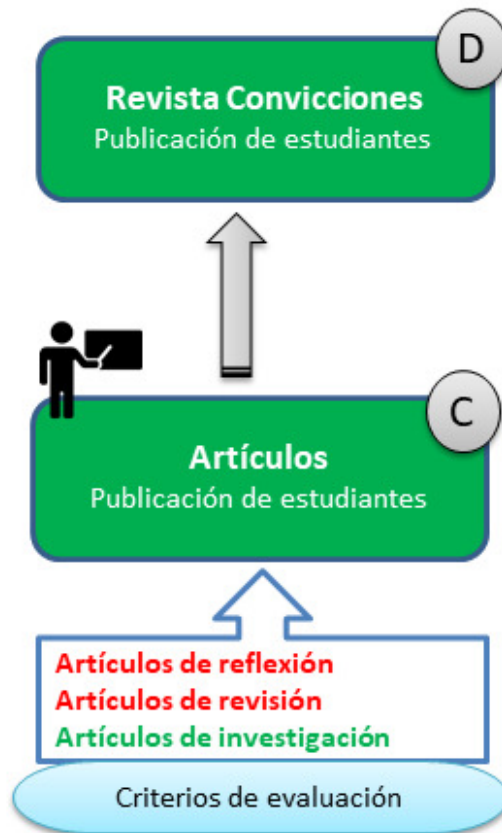 D
Revista Convicciones
Publicación de estudiantes
C
Artículos
Publicación de estudiantes
Artículos de reflexión
Artículos de revisión
Artículos de investigación
Criterios de evaluación